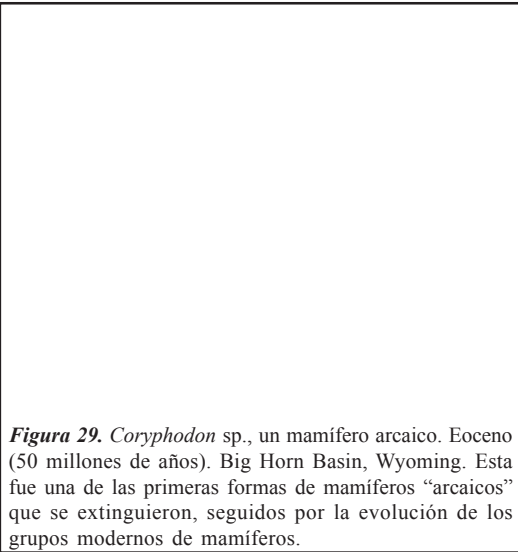 Figura 29. Coryphodon sp., un mamífero arcaico. Eoceno
(50 millones de años). Big Horn Basin, Wyoming. Esta
fue una de las primeras formas de mamíferos “arcaicos”
que se extinguieron, seguidos por la evolución de los
grupos modernos de mamíferos.